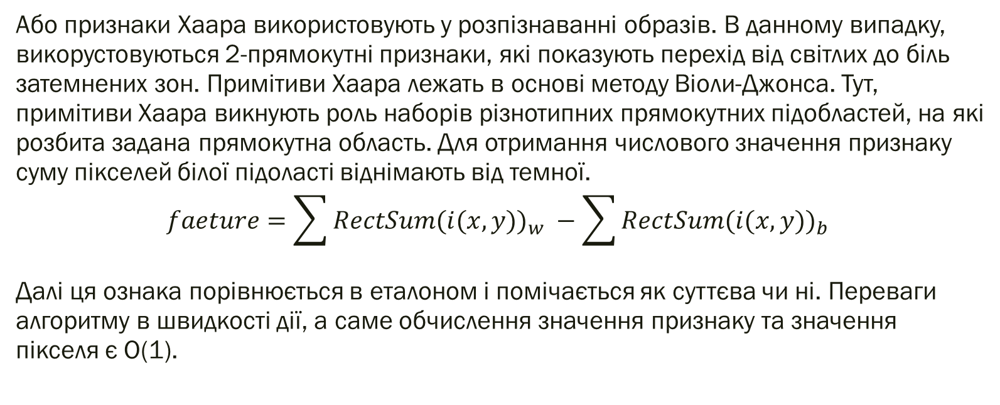 Або признаки Хаара використовують у розпізнаванні образів. В данному випадку,
викорустовуються 2-прямокутні признаки, які показують перехід від світлих до біль
затемнених зон. Примітиви Хаара лежать в основі методу Віоли-Джонса. Тут,
примітиви Хаара викнують роль наборів різнотипних прямокутних підобластей, на які
розбита задана прямокутна область. Для отримання числового значення признаку
суму пікселей білої підоласті віднімають від темної.
faeture = ∑ RectSum(i(x, y))_w − ∑ RectSum(i(x, y))_b
Далі ця ознака порівнюється в еталоном і помічається як суттєва чи ні. Переваги
алгоритму в швидкості дії, а саме обчислення значення признаку та значення
пікселя є O(1).